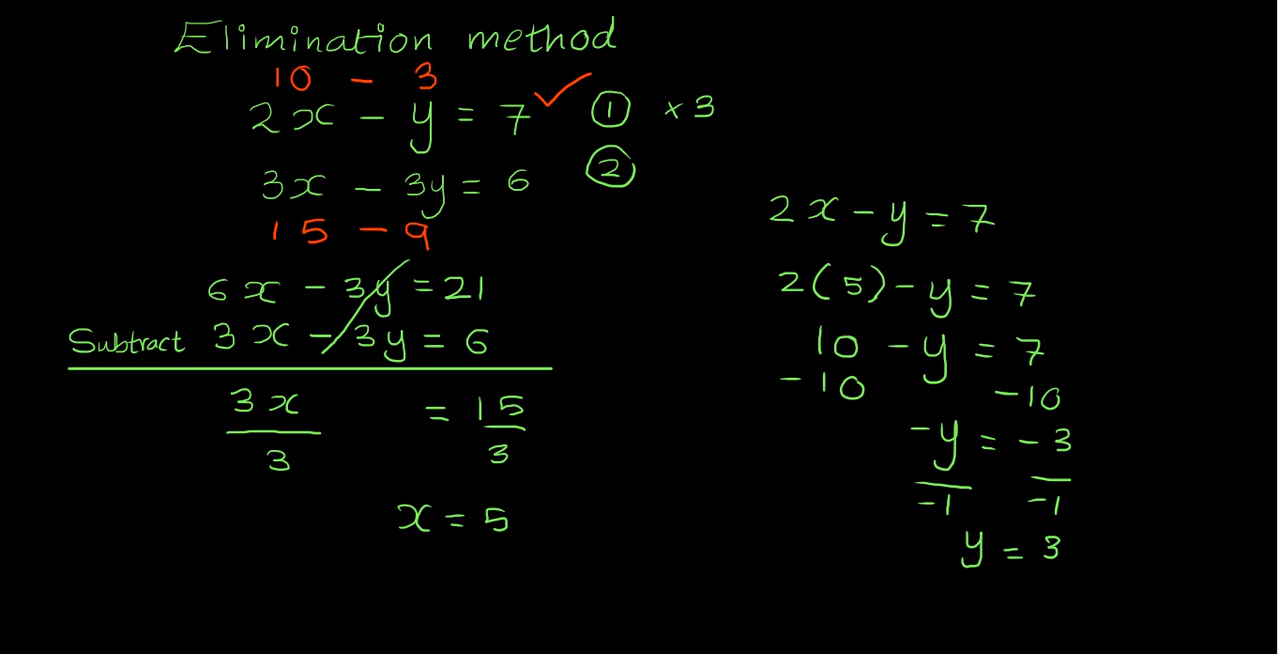 Elimination method
10 - 3
2x - y = 7 ✓ ① × 3
3x - 3y = 6 ②
15 - 9
6x - 3y = 21
Subtract 3x - 3y = 6
3x = 15
3 3
x = 5
2x - y = 7
2(5) - y = 7
10 - y = 7
-10 -10
-y = -3
-1 -1
y = 3